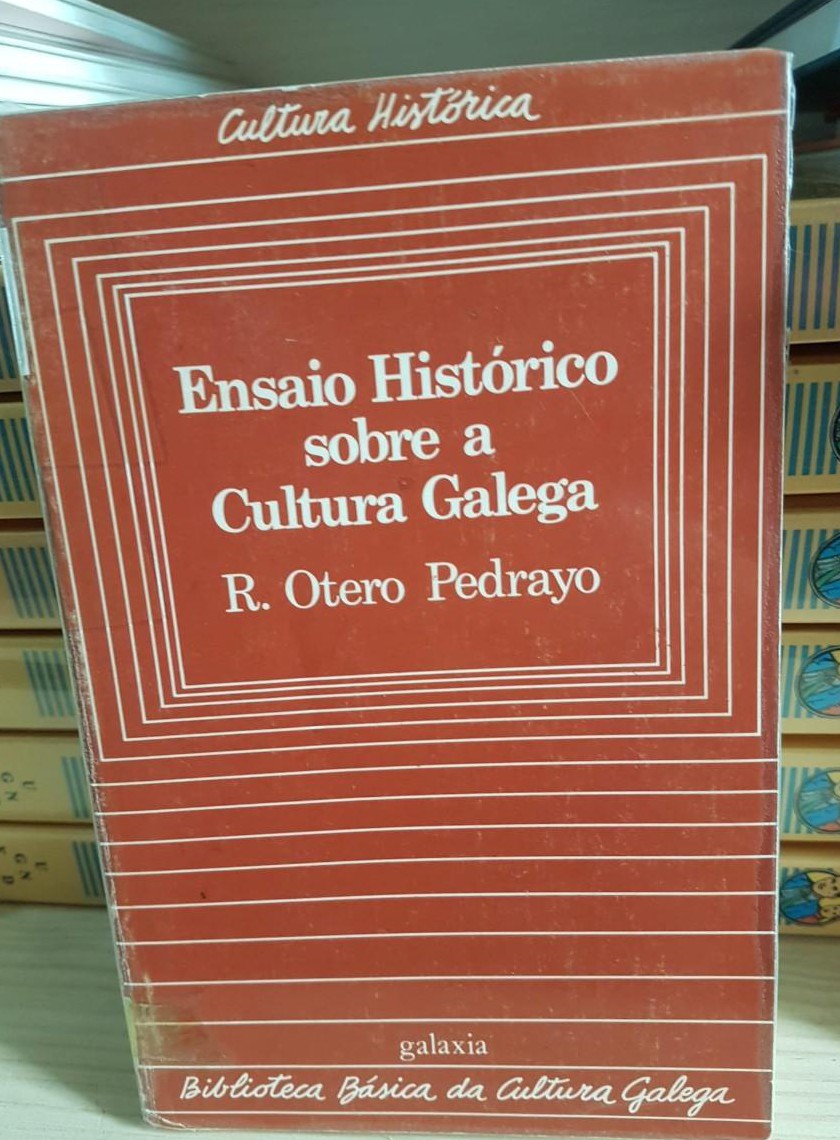 Cultura Histórica
Ensaio Histórico
sobre a
Cultura Galega
R. Otero Pedrayo
galaxia
Biblioteca Básica da Cultura Galega